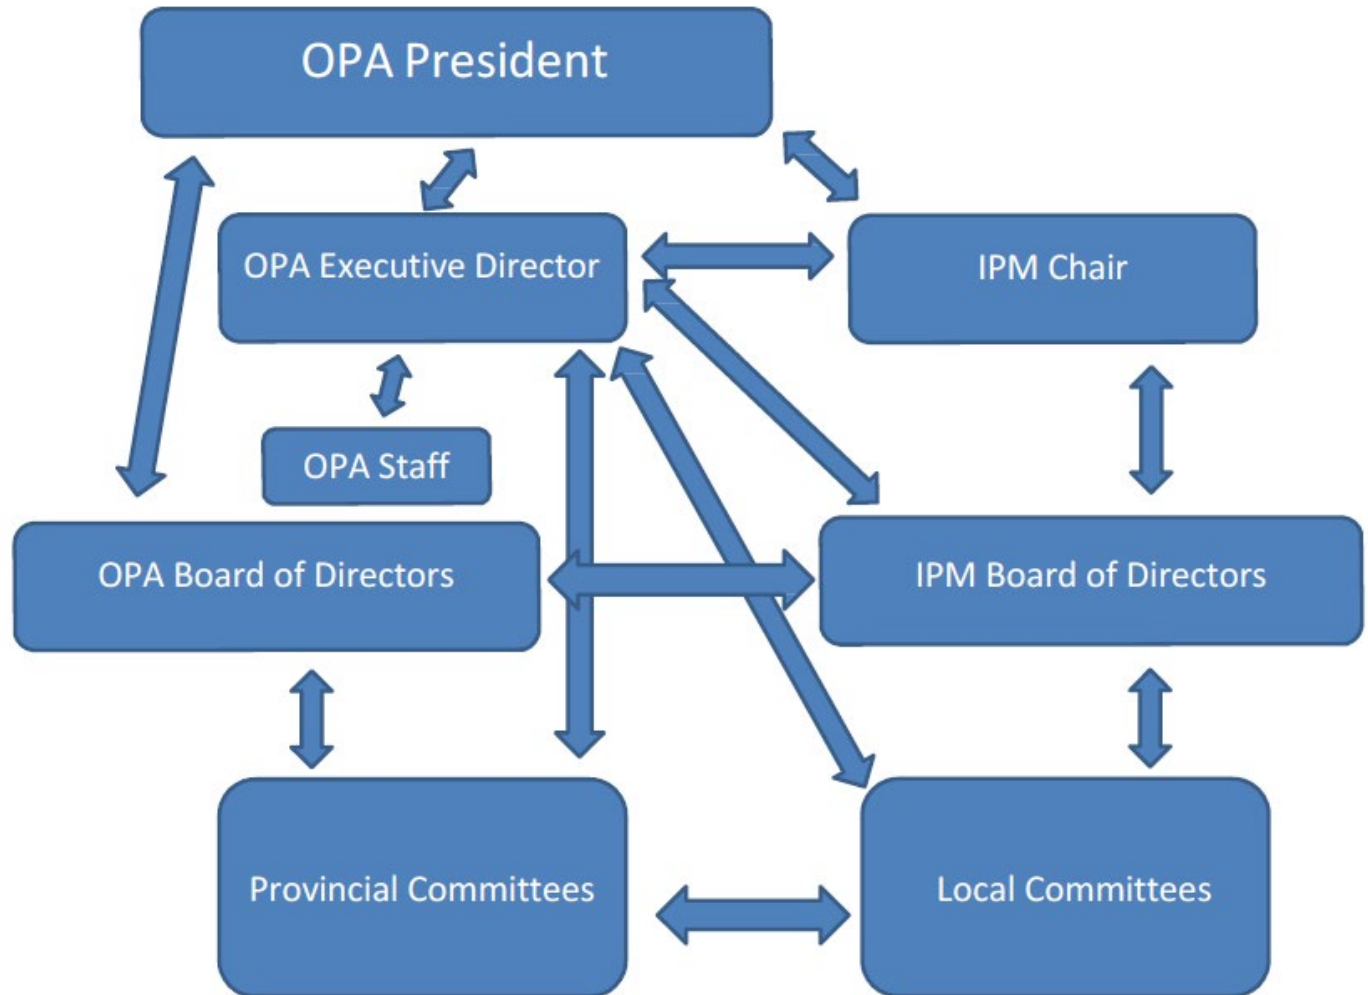 OPA President
OPA Executive Director
IPM Chair
OPA Staff
OPA Board of Directors
IPM Board of Directors
Provincial Committees
Local Committees